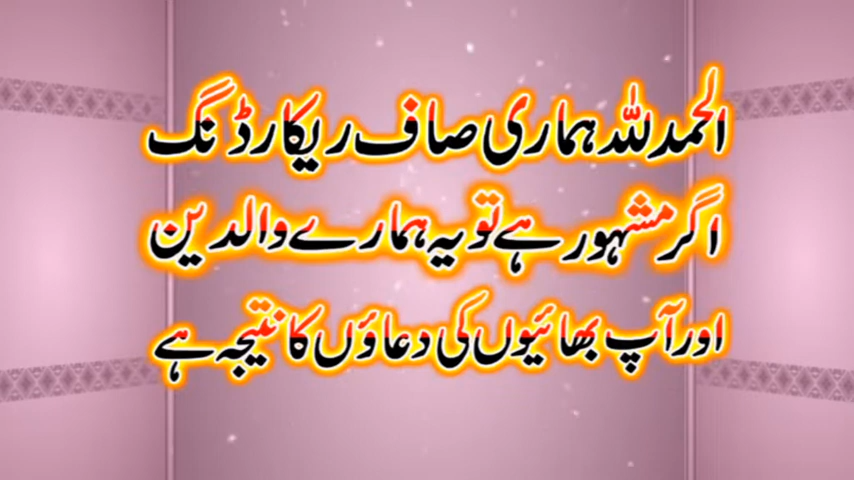 الحمدللہ ہماری صاف ریکارڈنگ
اگر مشہور ہے تو یہ ہمارے والدین
اور آپ بھائیوں کی دعاؤں کا نتیجہ ہے